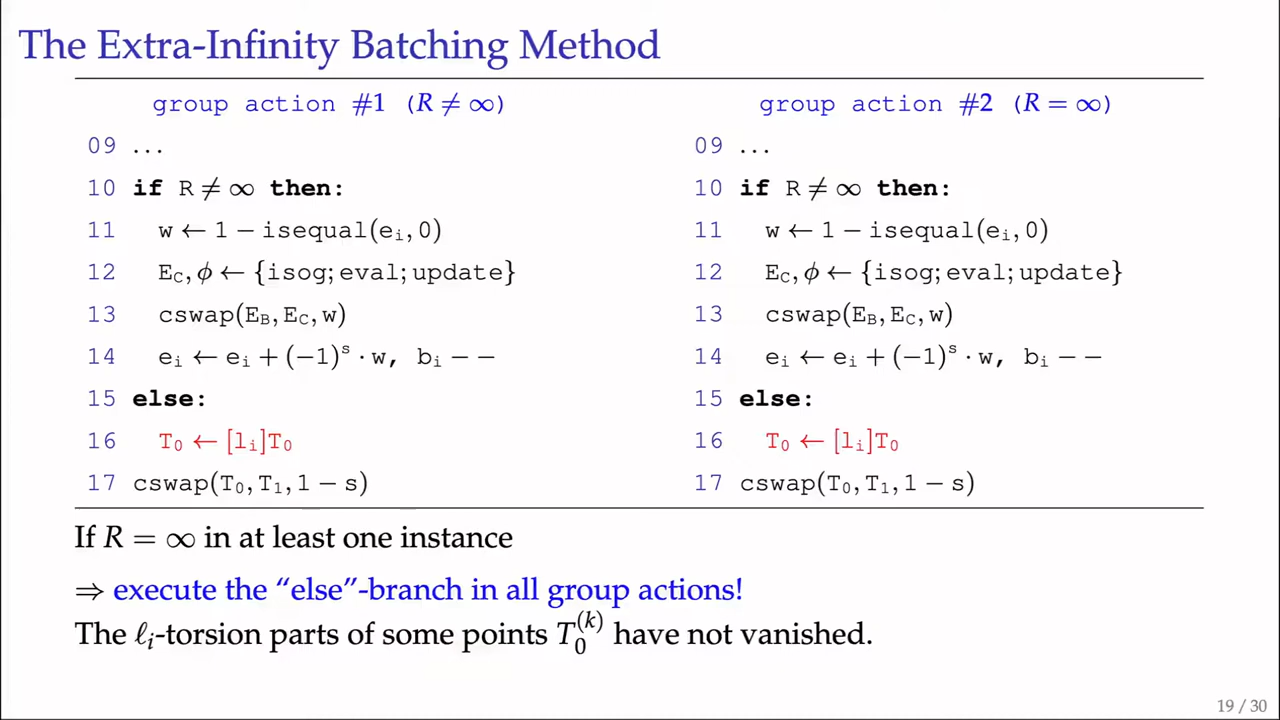 The Extra-Infinity Batching Method
group action #1 (R ≠ ∞)
09 ...
10 if R ≠ ∞ then:
11 w ← 1 − isequal(eᵢ,0)
12 E_C, ϕ ← {isog;eval;update}
13 cswap(E_B,E_C,w)
14 eᵢ ← eᵢ + (−1)ˢ · w, bᵢ − −
15 else:
16 T₀ ← [lᵢ]T₀
17 cswap(T₀,T₁,1 − s)
group action #2 (R = ∞)
09 ...
10 if R ≠ ∞ then:
11 w ← 1 − isequal(eᵢ,0)
12 E_C, ϕ ← {isog;eval;update}
13 cswap(E_B,E_C,w)
14 eᵢ ← eᵢ + (−1)ˢ · w, bᵢ − −
15 else:
16 T₀ ← [lᵢ]T₀
17 cswap(T₀,T₁,1 − s)
If R = ∞ in at least one instance
⇒ execute the “else”-branch in all group actions!
The ℓᵢ-torsion parts of some points T₀⁽ᵏ⁾ have not vanished.
19 / 30